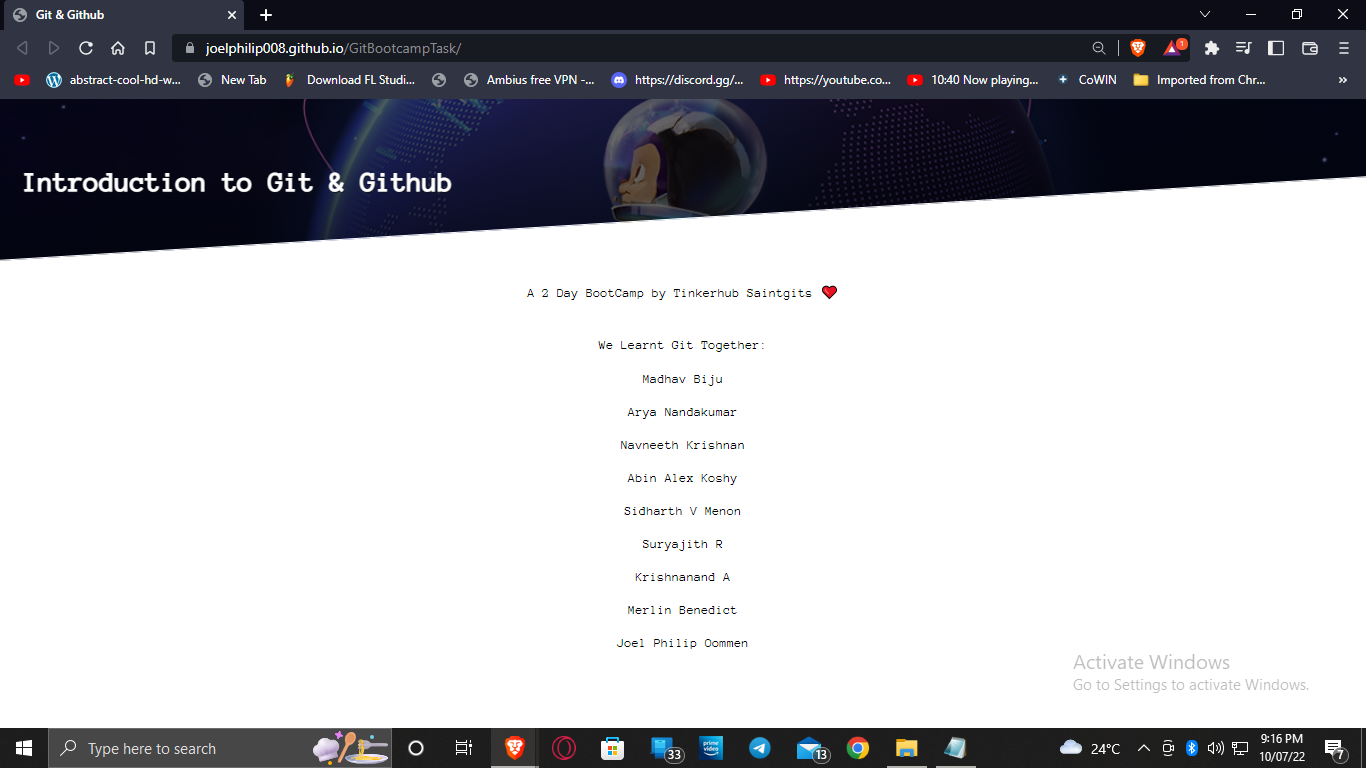 Git & Github
joelphilip008.github.io/GitBootcampTask/
1
abstract-cool-hd-w...
New Tab
Download FL Studi...
Ambius free VPN -...
https://discord.gg/...
https://youtube.co...
10:40 Now playing...
CoWIN
Imported from Chr...
»
Introduction to Git & Github
A 2 Day BootCamp by Tinkerhub Saintgits
We Learnt Git Together:
Madhav Biju
Arya Nandakumar
Navneeth Krishnan
Abin Alex Koshy
Sidharth V Menon
Suryajith R
Krishnanand A
Merlin Benedict
Joel Philip Oommen
Activate Windows
Go to Settings to activate Windows.
Type here to search
33
prime video
13
24°C
9:16 PM
10/07/22
7